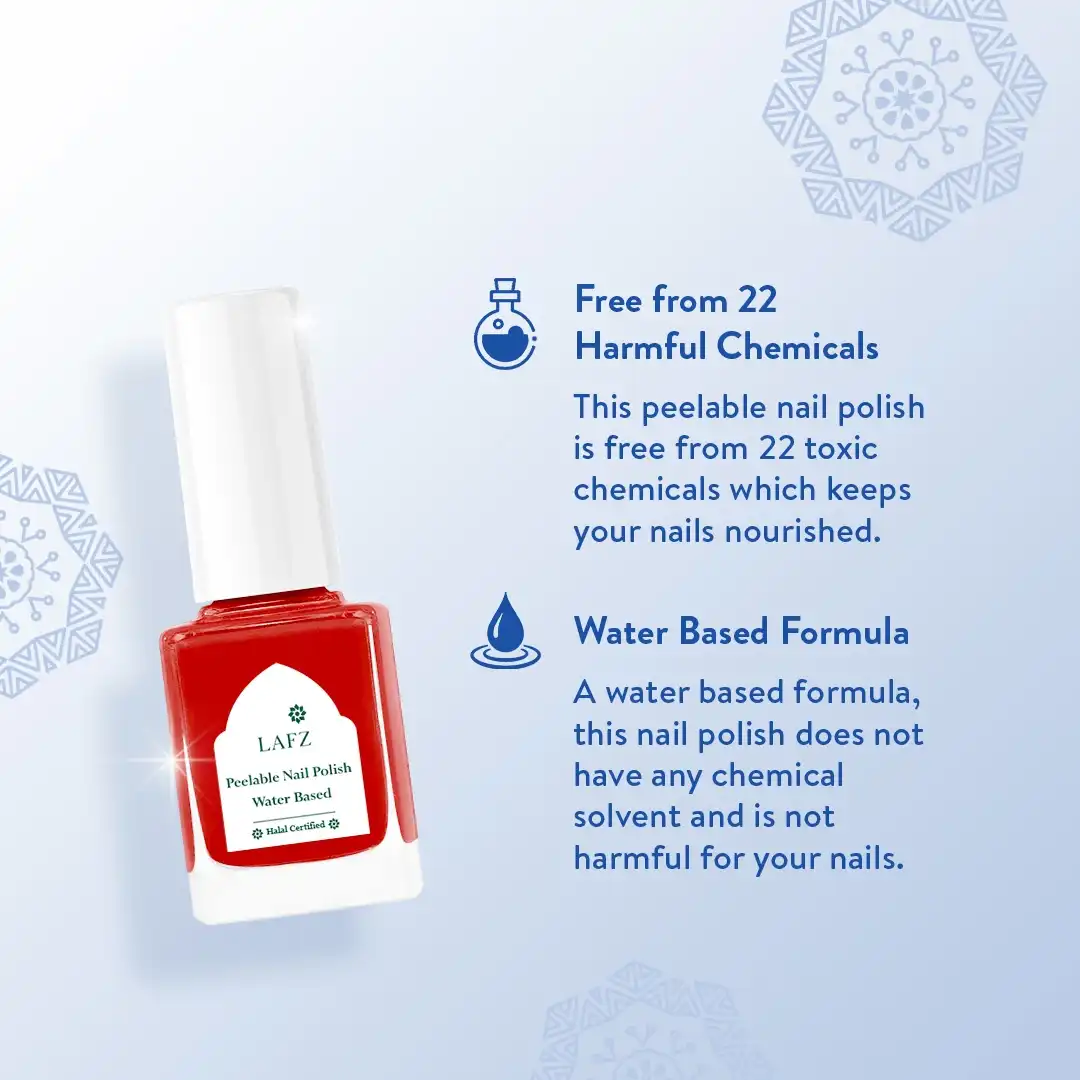 Free from 22
Harmful Chemicals
This peelable nail polish
is free from 22 toxic
chemicals which keeps
your nails nourished.
Water Based Formula
A water based formula,
this nail polish does not
have any chemical
solvent and is not
harmful for your nails.
LAFZ
Peelable Nail Polish
Water Based
Halal Certified